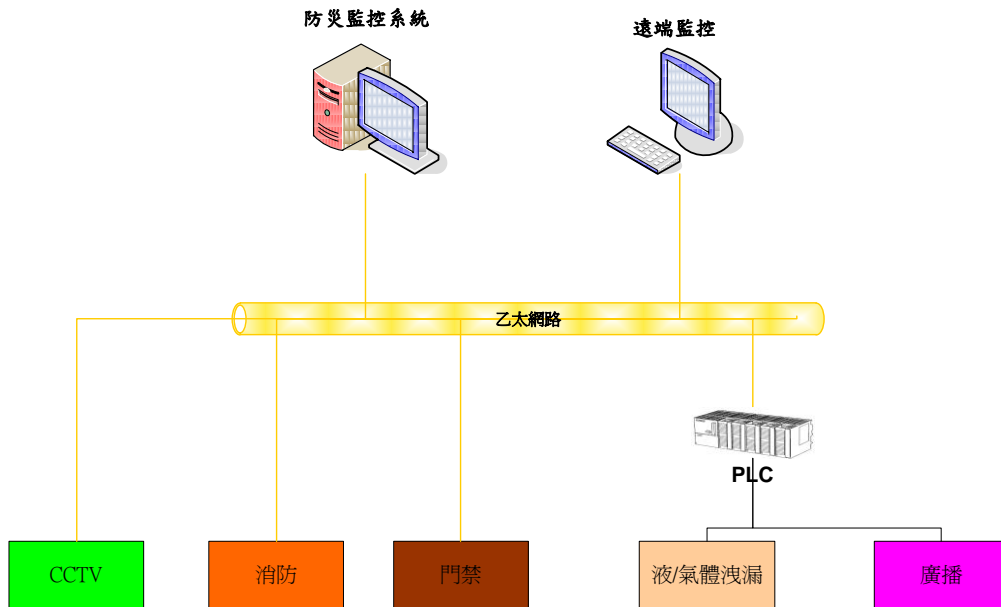 防災監控系統
遠端監控
乙太網路
PLC
CCTV
消防
門禁
液/氣體洩漏
廣播